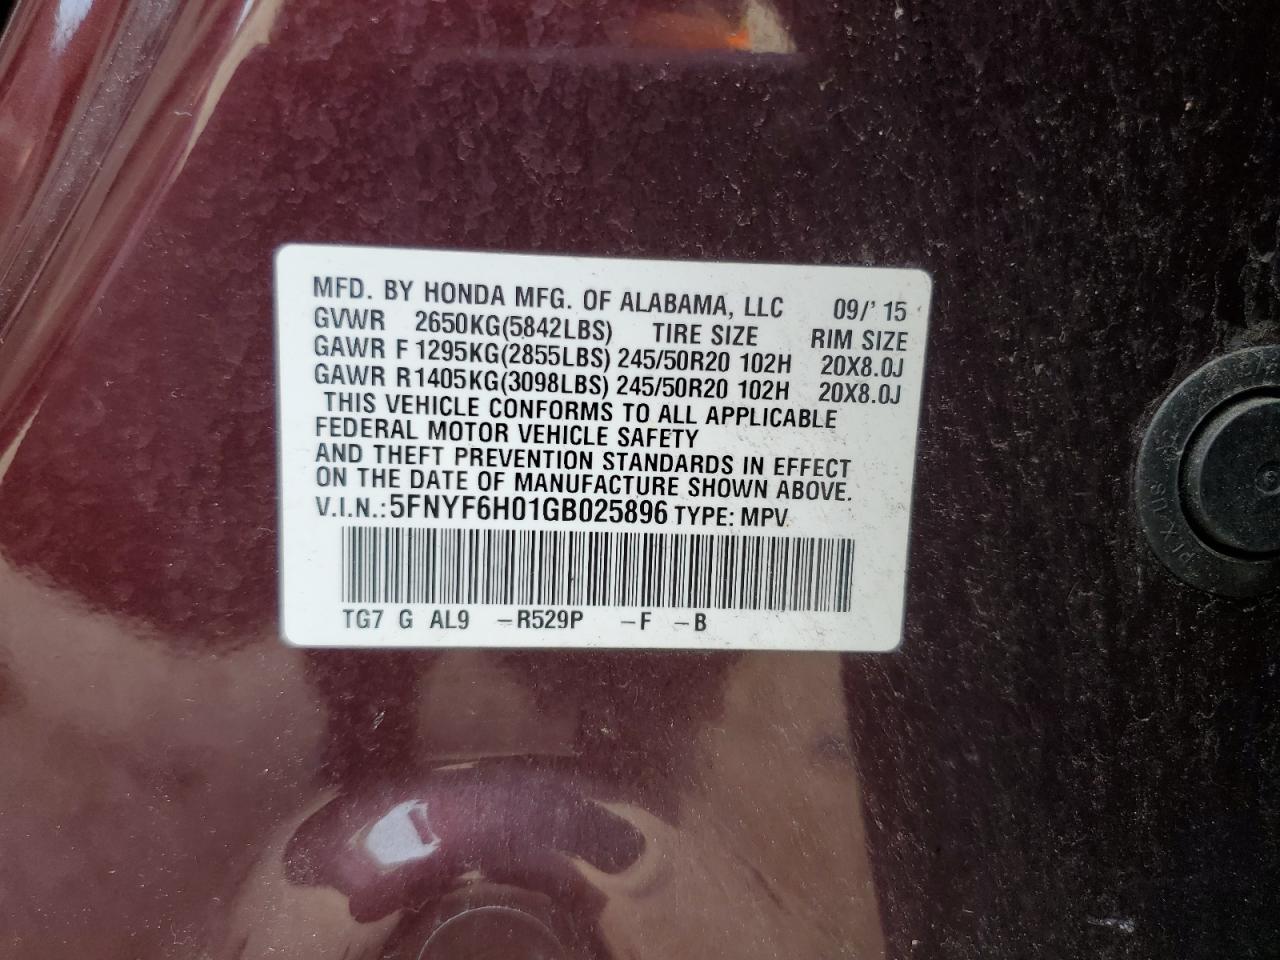 MFD. BY HONDA MFG. OF ALABAMA, LLC 09/' 15
GVWR 2650KG(5842LBS) TIRE SIZE RIM SIZE
GAWR F 1295KG(2855LBS) 245/50R20 102H 20X8.0J
GAWR R 1405KG(3098LBS) 245/50R20 102H 20X8.0J
THIS VEHICLE CONFORMS TO ALL APPLICABLE
FEDERAL MOTOR VEHICLE SAFETY
AND THEFT PREVENTION STANDARDS IN EFFECT
ON THE DATE OF MANUFACTURE SHOWN ABOVE.
V.I.N.: 5FNYF6H01GB025896 TYPE: MPV
TG7 G AL9 –R529P –F –B